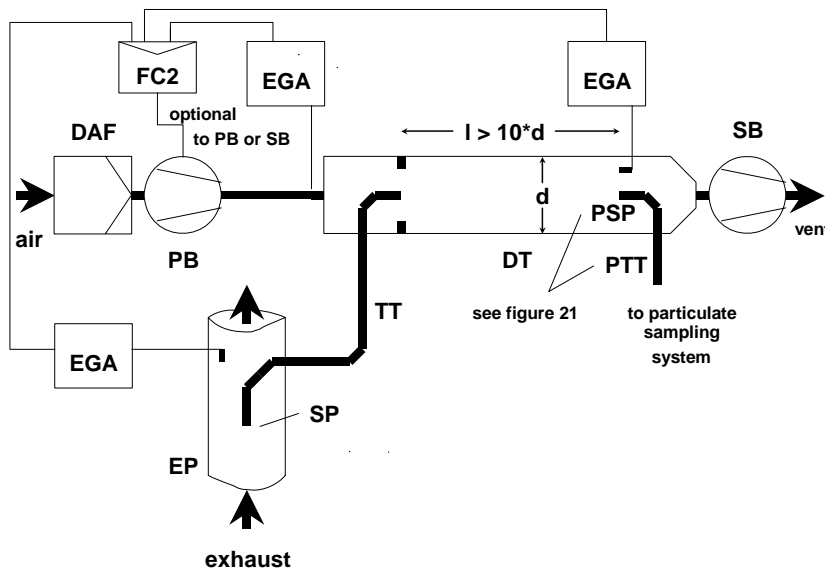 FC2
EGA
EGA
optional
to PB or SB
DAF
l > 10*d
SB
air
d
PSP
vent
PB
DT
PTT
TT
see figure 21
to particulate
sampling
system
EGA
SP
EP
exhaust